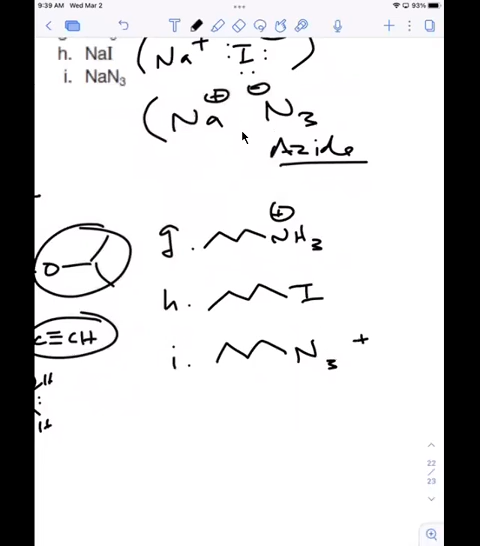 9:39 AM Wed Mar 2
93%
h. NaI (Na⁺ :I: )
i. NaN₃
(Na⊕ ⊖N₃
Azide
g. NH₃ ⊕
O
h. I
C≡CH
i. N₃ +
H
:
H
22
/
23